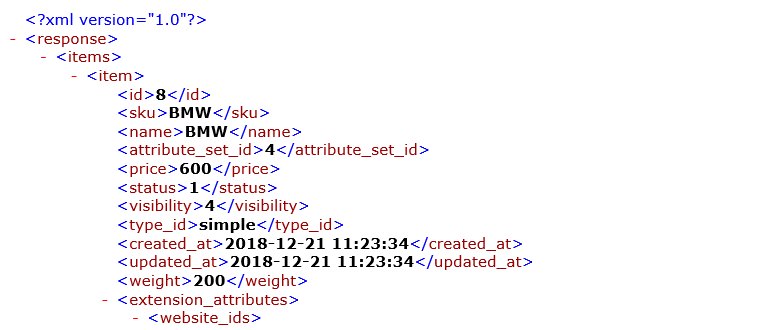 <?xml version="1.0"?>
- <response>
- <items>
- <item>
<id>8</id>
<sku>BMW</sku>
<name>BMW</name>
<attribute_set_id>4</attribute_set_id>
<price>600</price>
<status>1</status>
<visibility>4</visibility>
<type_id>simple</type_id>
<created_at>2018-12-21 11:23:34</created_at>
<updated_at>2018-12-21 11:23:34</updated_at>
<weight>200</weight>
- <extension_attributes>
- <website_ids>